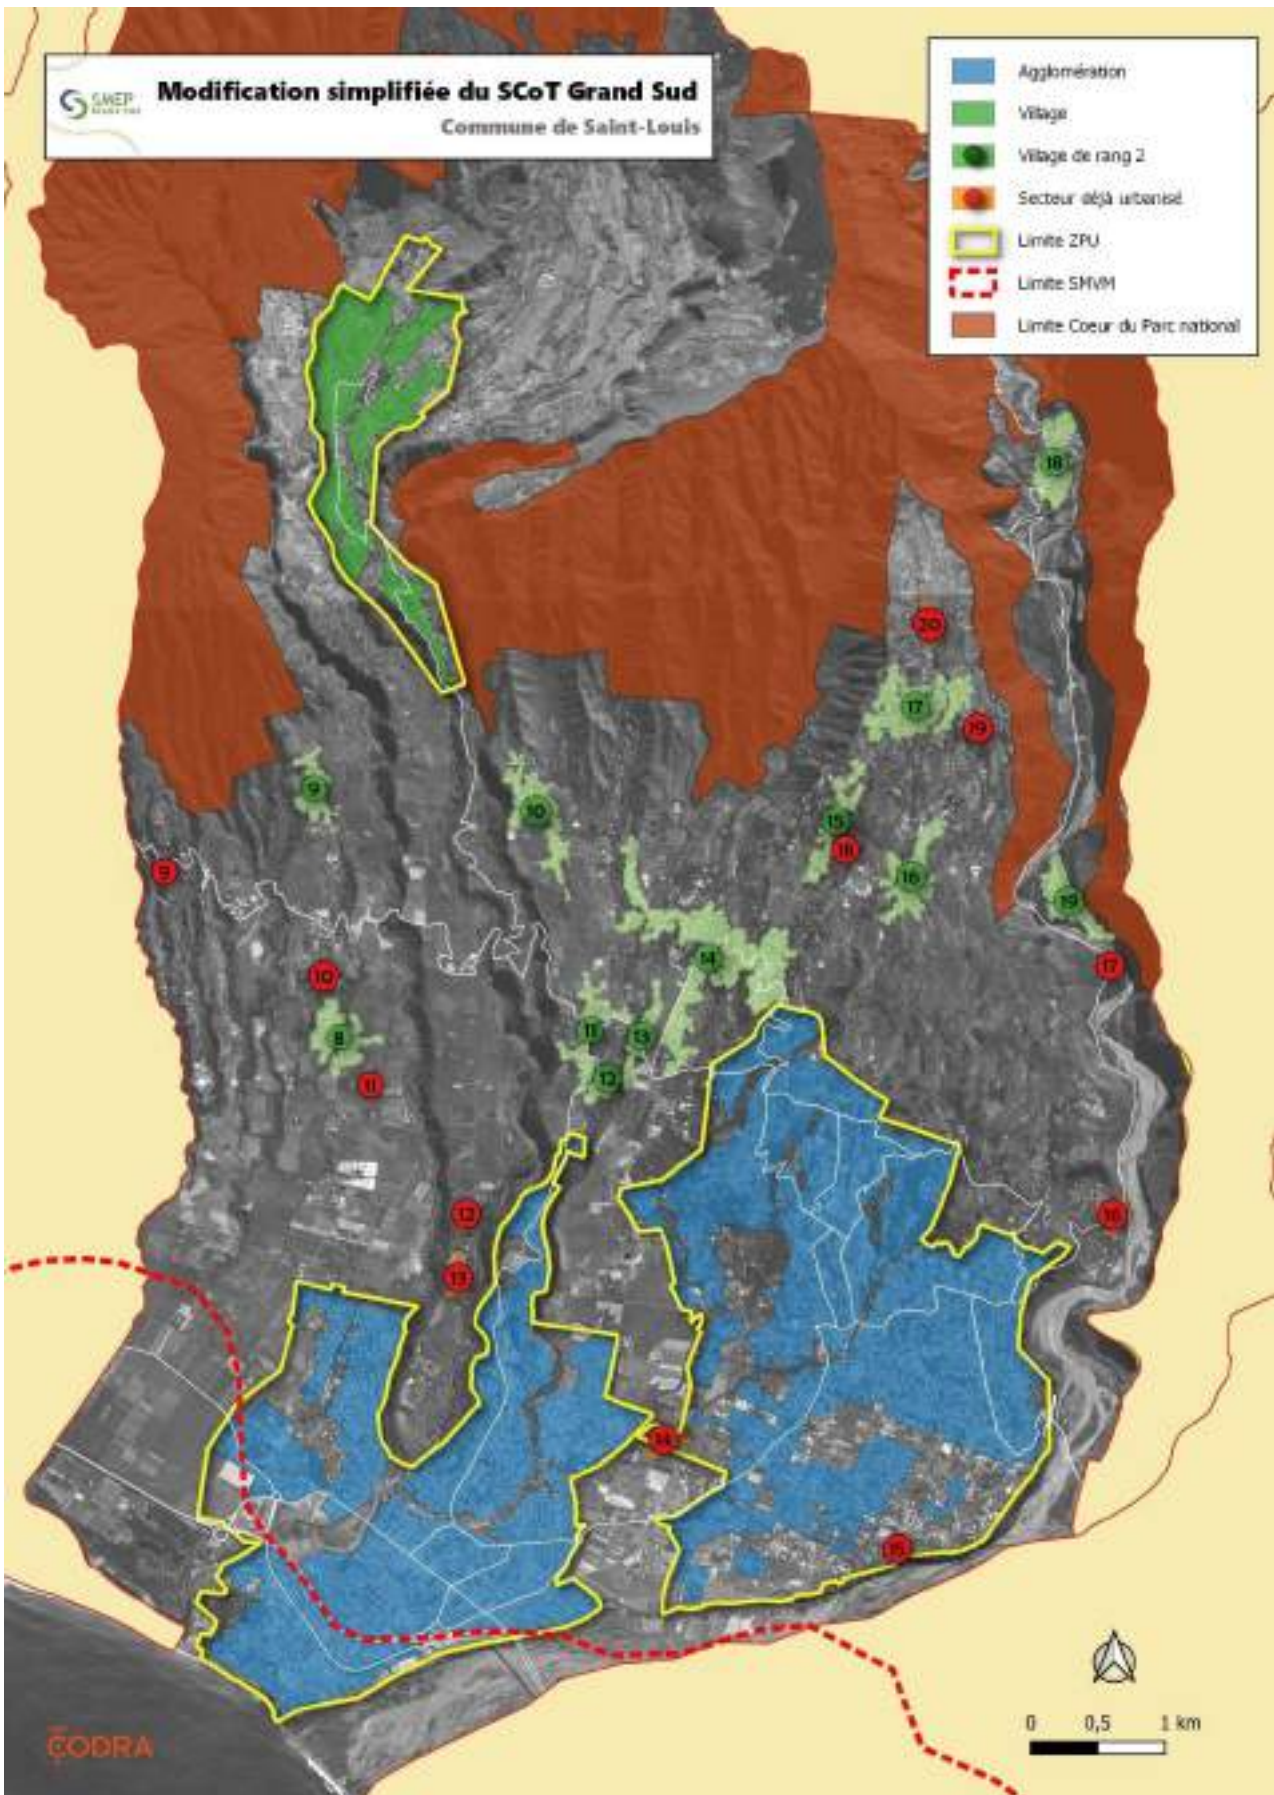 SMEP
Modification simplifiée du SCoT Grand Sud
Commune de Saint-Louis
Agglomération
Village
Village de rang 2
Secteur déjà urbanisé
Limite ZPU
Limite SMVM
Limite Coeur du Parc national
18
20
17
19
9
10
15
18
9
16
19
14
17
10
11
13
8
12
11
12
16
13
14
15
0 0,5 1 km
CODRA